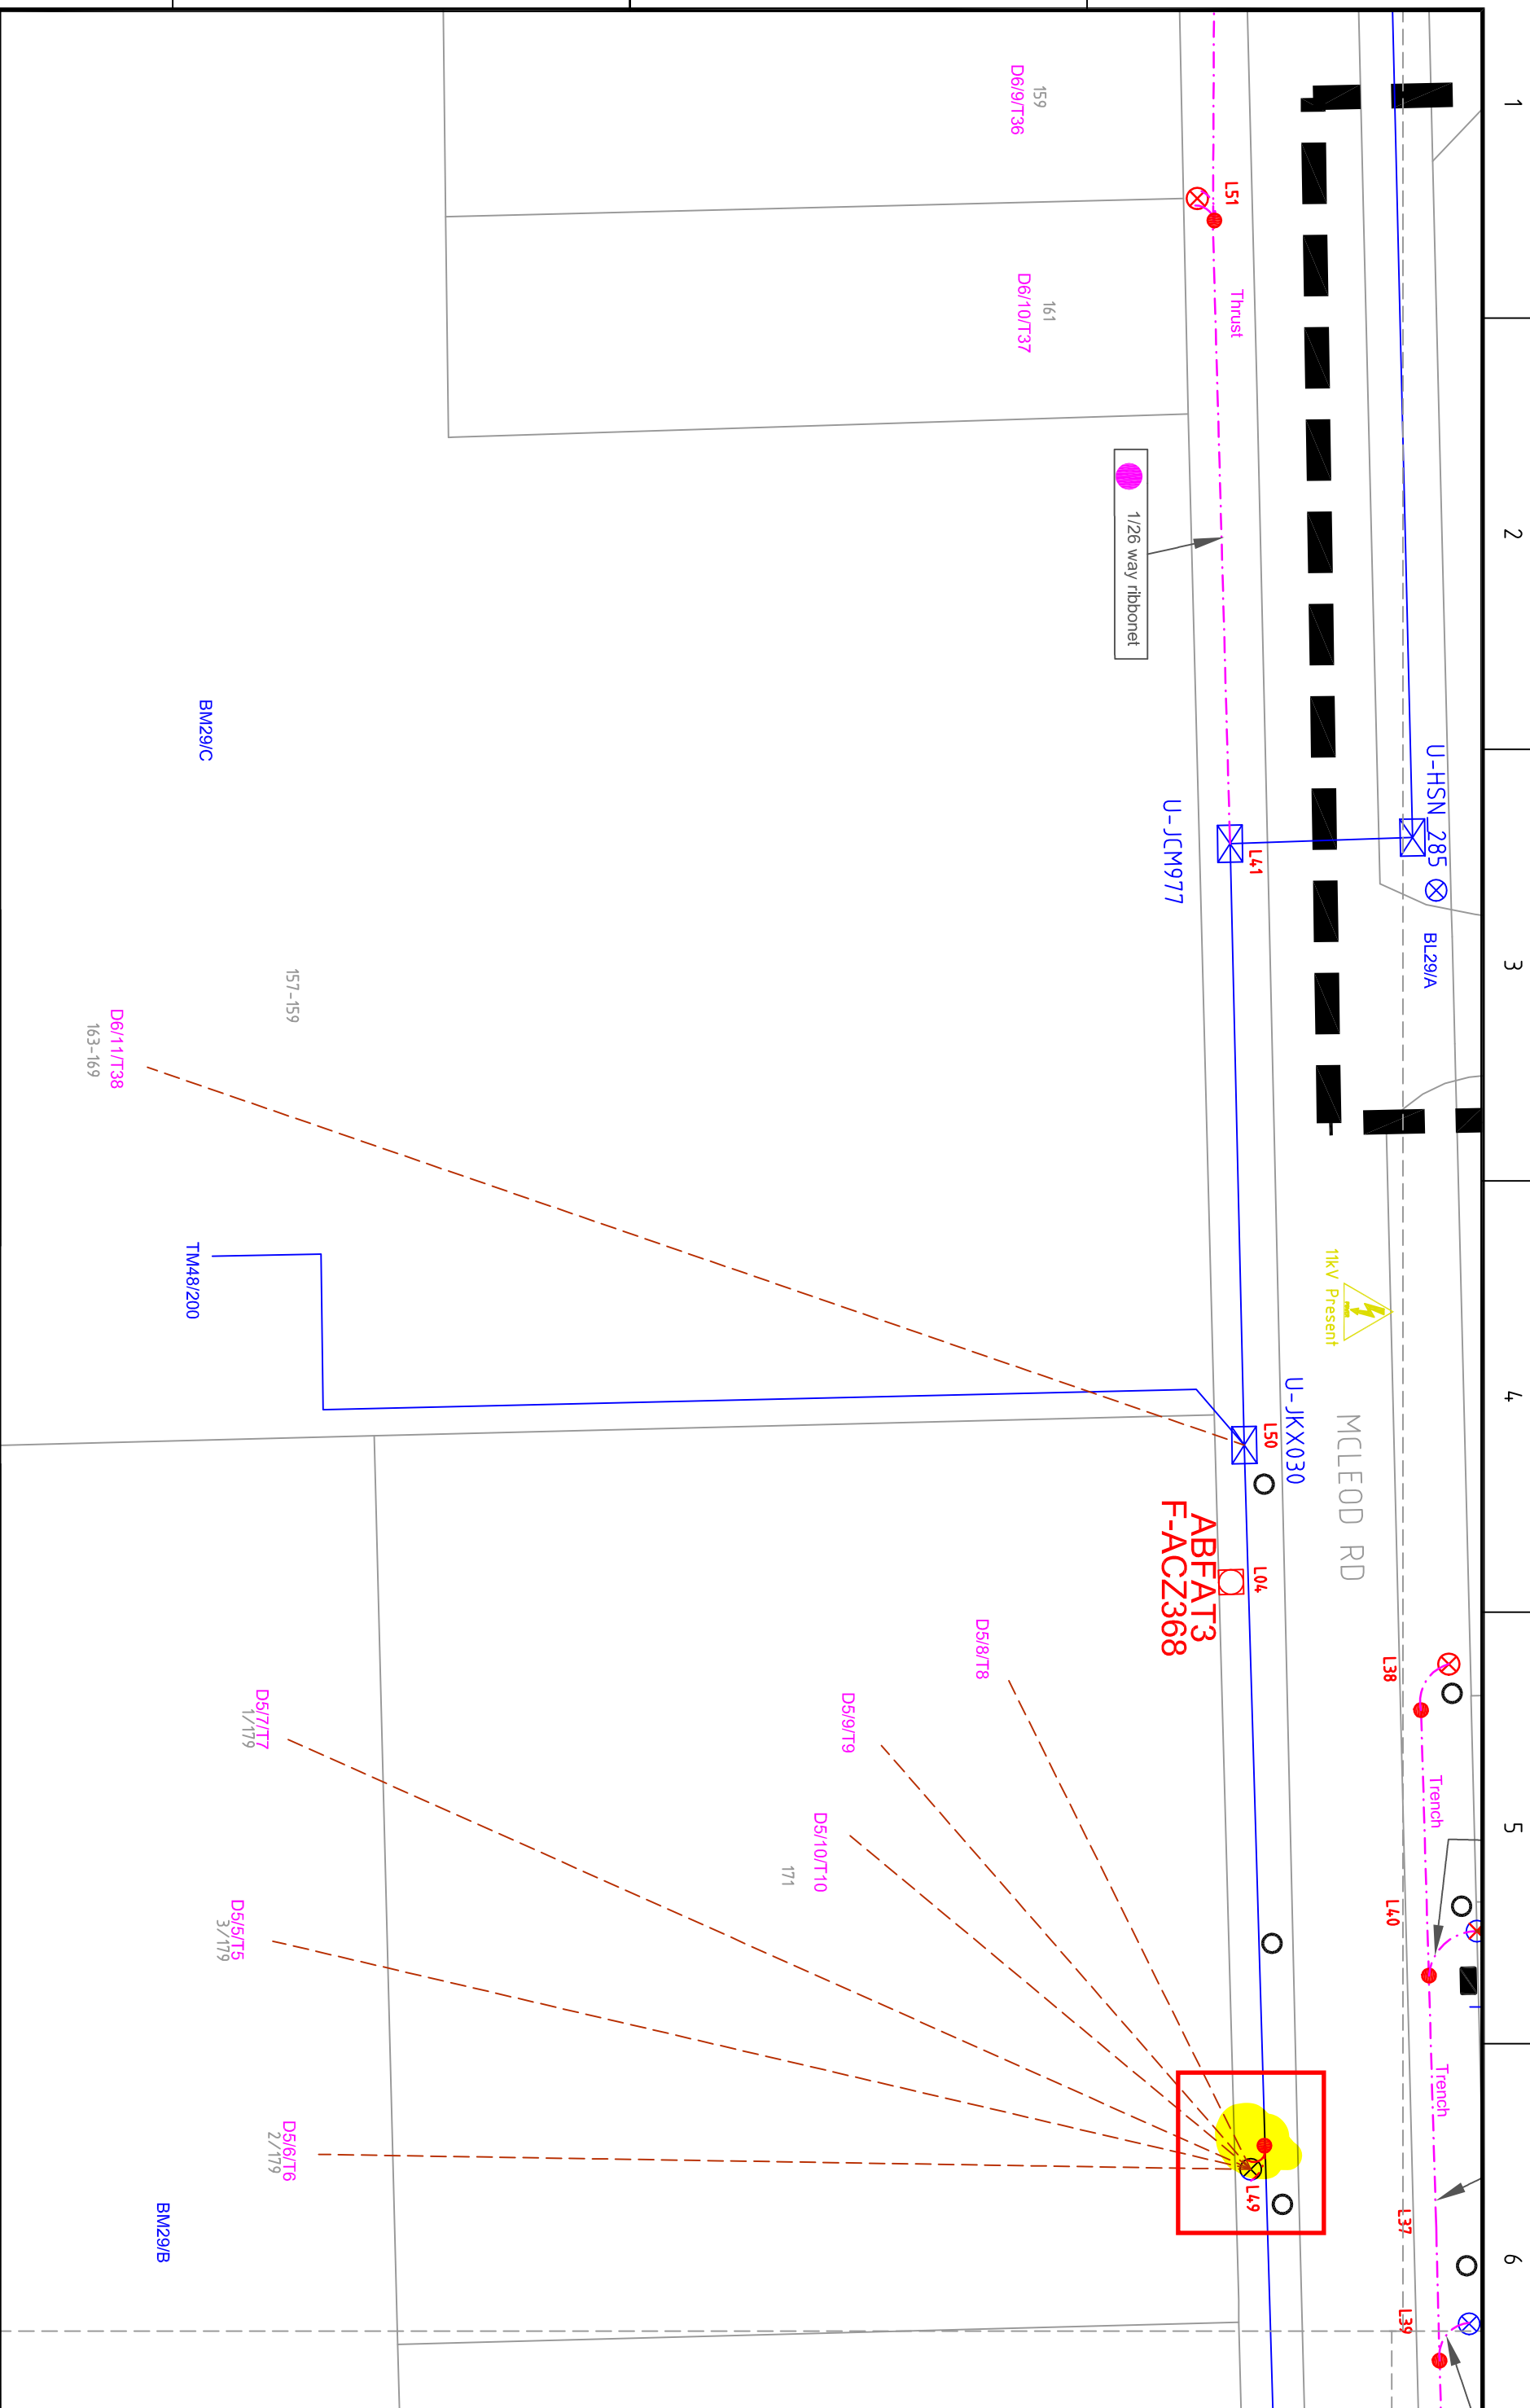 1
2
3
4
5
6
159
D6/9/T36
L51
161
D6/10/T37
Thrust
1/26 way ribbonet
U-HSN_285
BL29/A
L41
U-JCM977
BM29/C
157-159
D6/11/T38
163-169
TM48/200
11kV Present
U-JKX030
L50
MCLEOD RD
L04
ABFAT3
F-ACZ368
L38
D5/8/T8
D5/9/T9
D5/10/T10
171
D5/7/T7
1/179
D5/5/T5
3/179
D5/6/T6
2/179
Trench
L40
Trench
L49
L37
L39
BM29/B